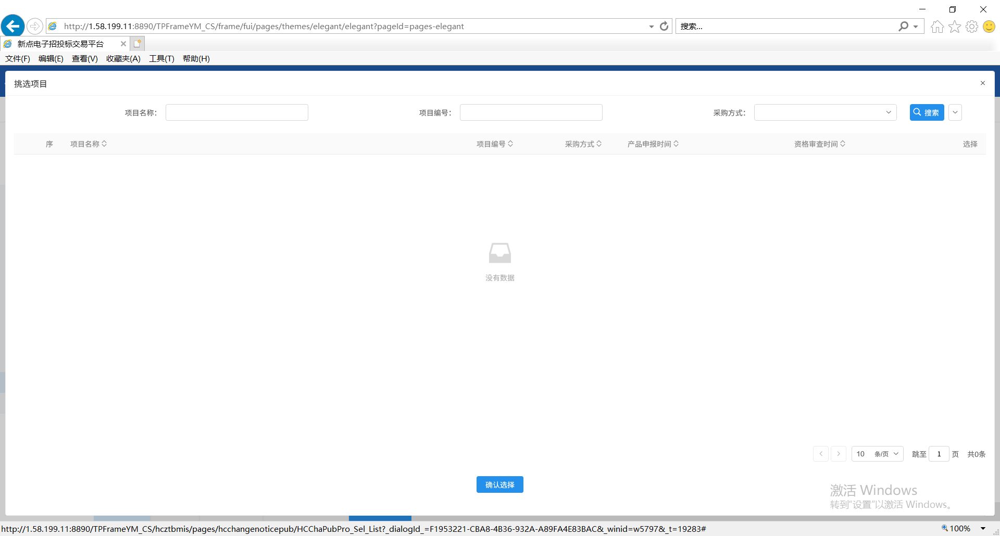 http://1.58.199.11:8890/TPFrameYM_CS/frame/fui/pages/themes/elegant/elegant?pageId=pages-elegant
搜索...
新点电子招投标交易平台
文件(F) 编辑(E) 查看(V) 收藏夹(A) 工具(T) 帮助(H)
挑选项目
项目名称： 项目编号： 采购方式： 搜索
序 项目名称 项目编号 采购方式 产品申报时间 资格审查时间 选择
没有数据
10 条/页 跳至 1 页 共0条
确认选择
激活 Windows
转到“设置”以激活 Windows。
http://1.58.199.11:8890/TPFrameYM_CS/hcztbmis/pages/hcchangenoticepub/HCChaPubPro_Sel_List?_dialogId_=F1953221-CBA8-4B36-932A-A89FA4E83BAC&_winid=w5797&_t=19283#
100%